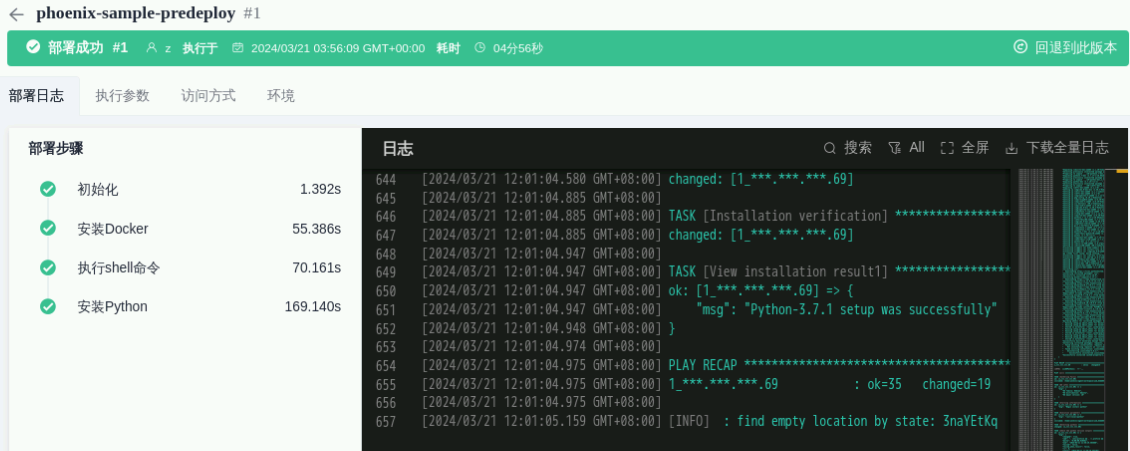 phoenix-sample-predeploy #1
部署成功 #1 z 执行于 2024/03/21 03:56:09 GMT+00:00 耗时 04分56秒 回退到此版本
部署日志 执行参数 访问方式 环境
部署步骤
初始化 1.392s
安装Docker 55.386s
执行shell命令 70.161s
安装Python 169.140s
日志 搜索 All 全屏 下载全量日志
644 [2024/03/21 12:01:04.580 GMT+08:00] changed: [1_***.***.***.69]
645 [2024/03/21 12:01:04.885 GMT+08:00]
646 [2024/03/21 12:01:04.885 GMT+08:00] TASK [Installation verification] *****************
647 [2024/03/21 12:01:04.885 GMT+08:00] changed: [1_***.***.***.69]
648 [2024/03/21 12:01:04.947 GMT+08:00]
649 [2024/03/21 12:01:04.947 GMT+08:00] TASK [View installation result1] *****************
650 [2024/03/21 12:01:04.947 GMT+08:00] ok: [1_***.***.***.69] => {
651 [2024/03/21 12:01:04.947 GMT+08:00] "msg": "Python-3.7.1 setup was successfully"
652 [2024/03/21 12:01:04.948 GMT+08:00] }
653 [2024/03/21 12:01:04.974 GMT+08:00]
654 [2024/03/21 12:01:04.975 GMT+08:00] PLAY RECAP ***************************************
655 [2024/03/21 12:01:04.975 GMT+08:00] 1_***.***.***.69 : ok=35 changed=19
656 [2024/03/21 12:01:04.975 GMT+08:00]
657 [2024/03/21 12:01:05.159 GMT+08:00] [INFO] : find empty location by state: 3naYEtKq